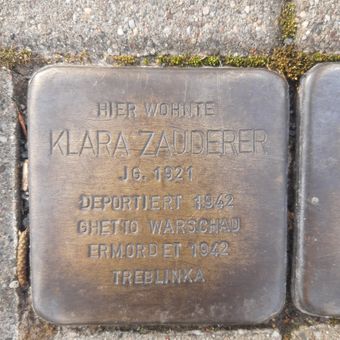 HIER WOHNTE
KLARA ZAUDERER
JG. 1921
DEPORTIERT 1942
GHETTO WARSCHAU
ERMORDET 1942
TREBLINKA